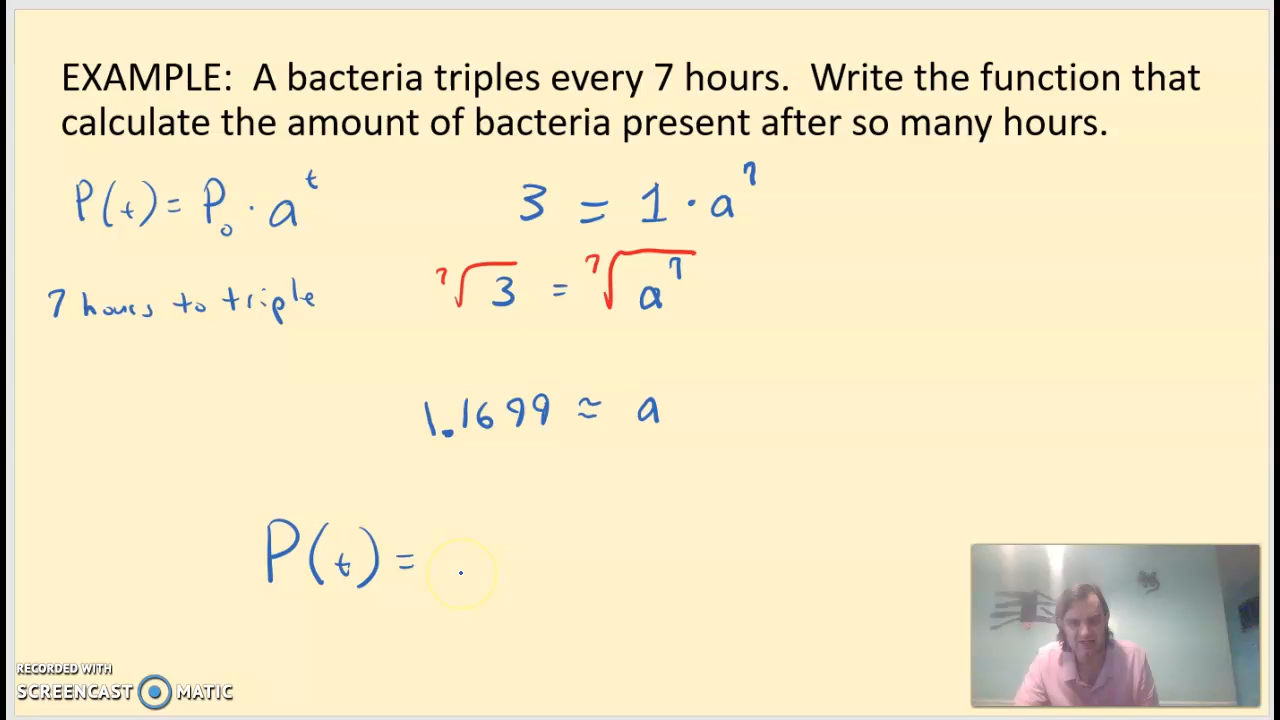 EXAMPLE: A bacteria triples every 7 hours. Write the function that
calculate the amount of bacteria present after so many hours.
P(t) = P₀ · a^t
3 = 1 · a^7
7 hours to triple
⁷√3 = ⁷√a^7
1.1699 ≈ a
P(t) =
RECORDED WITH
SCREENCAST MATIC